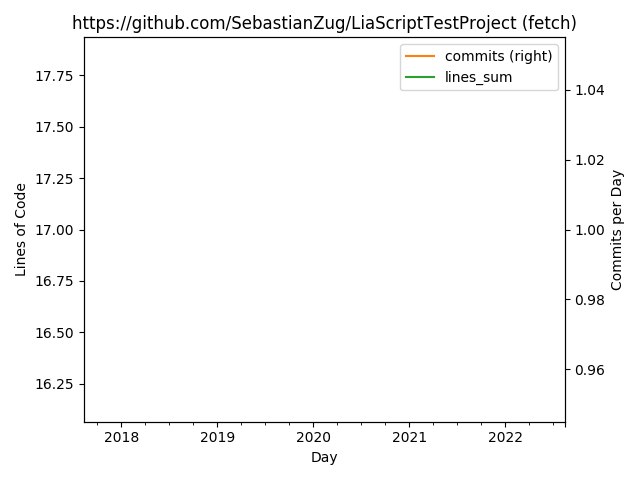 https://github.com/SebastianZug/LiaScriptTestProject (fetch)
commits (right)
lines_sum
Lines of Code
17.75
17.50
17.25
17.00
16.75
16.50
16.25
1.04
1.02
1.00
0.98
0.96
Commits per Day
2018 2019 2020 2021 2022
Day